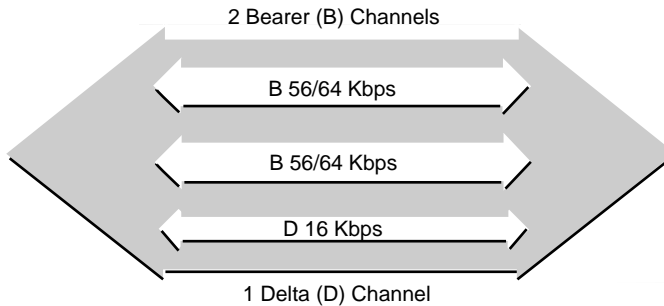 2 Bearer (B) Channels
B 56/64 Kbps
B 56/64 Kbps
D 16 Kbps
1 Delta (D) Channel